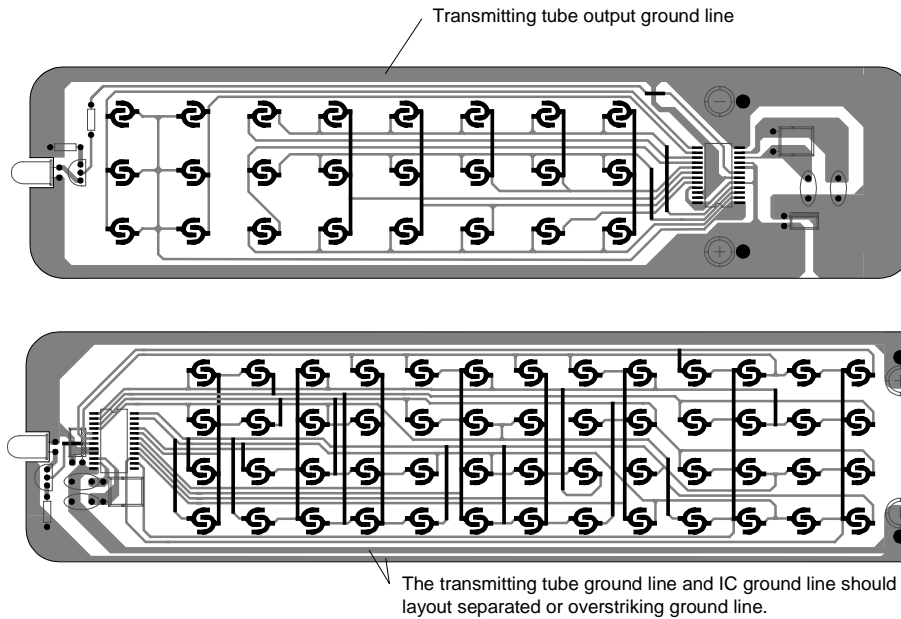 Transmitting tube output ground line
The transmitting tube ground line and IC ground line should
layout separated or overstriking ground line.